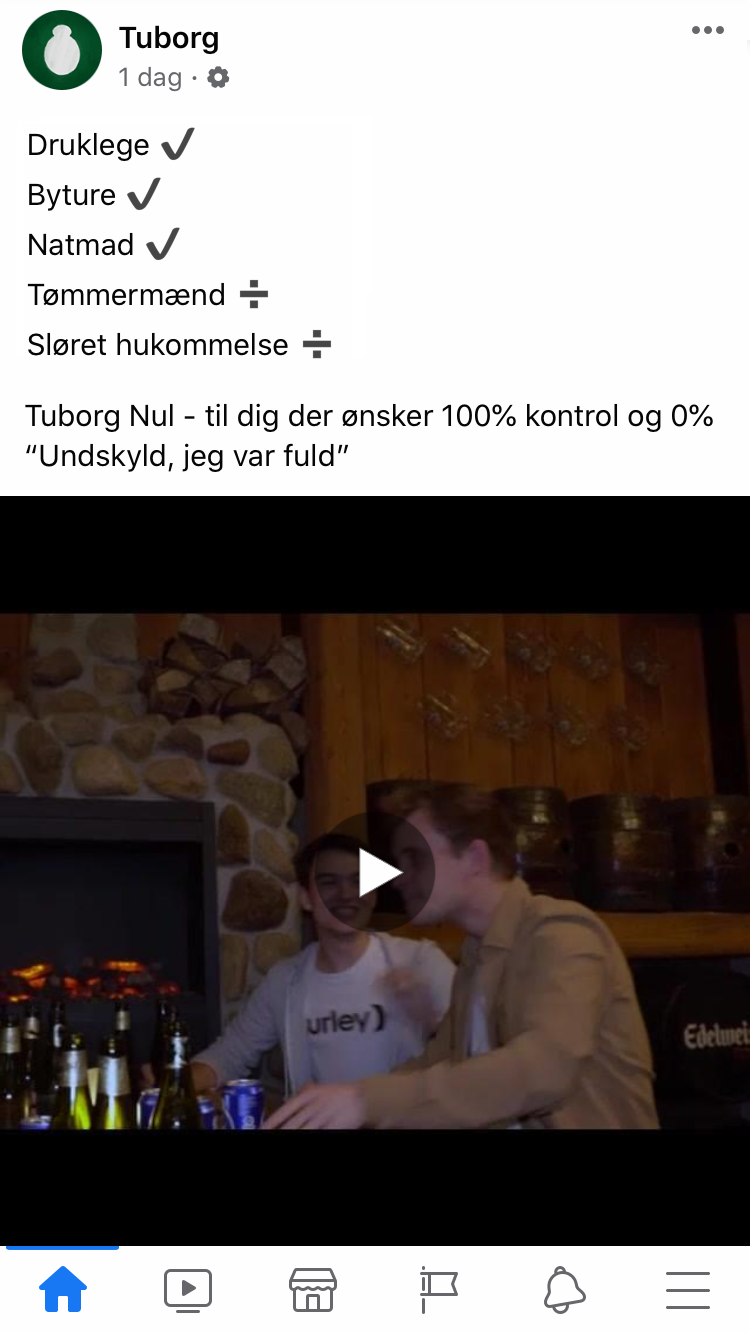 Tuborg
1 dag ·
Druklege ✔
Byture ✔
Natmad ✔
Tømmermænd ➗
Sløret hukommelse ➗
Tuborg Nul - til dig der ønsker 100% kontrol og 0%
“Undskyld, jeg var fuld”
urley)
Edelwei